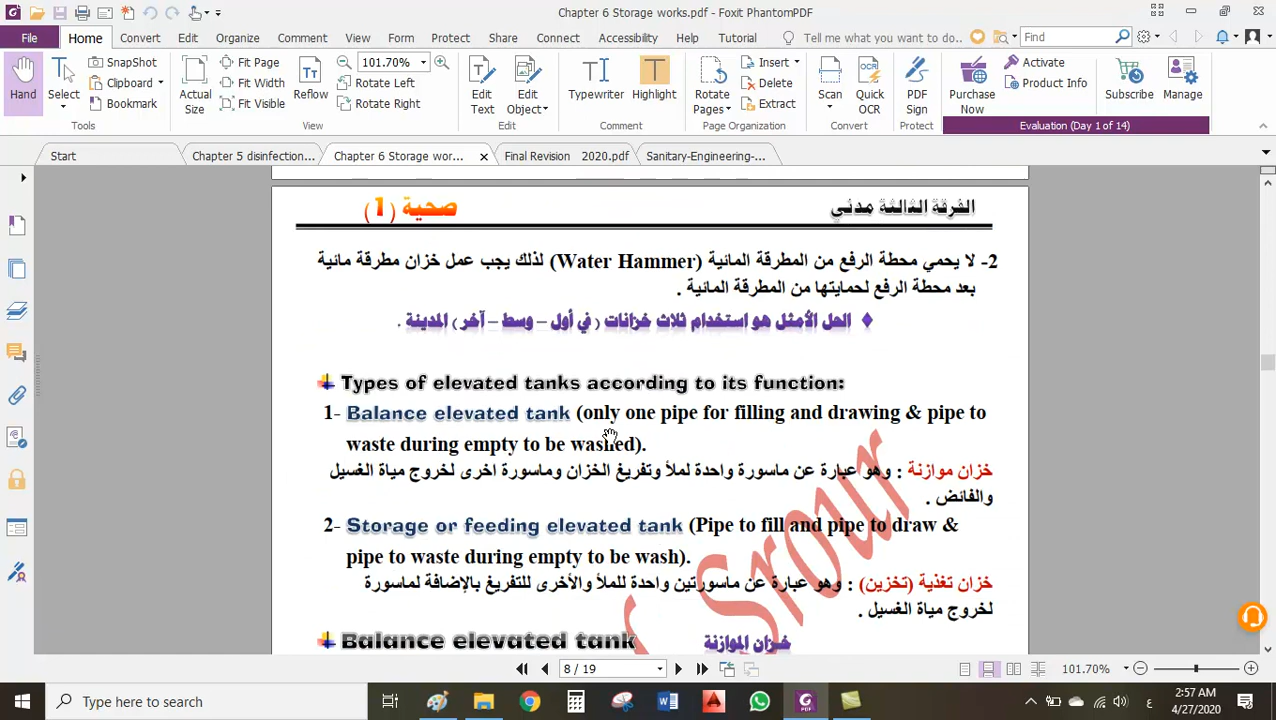 Chapter 6 Storage works.pdf - Foxit PhantomPDF
File Home Convert Edit Organize Comment View Form Protect Share Connect Accessibility Help Tutorial Tell me what you want to do.. Find
Hand
Select
SnapShot
Clipboard
Bookmark
Tools
Actual Size
Fit Page
Fit Width
Fit Visible
Reflow
101.70%
Rotate Left
Rotate Right
View
Edit Text
Edit Object
Edit
Typewriter
Highlight
Comment
Rotate Pages
Insert
Delete
Extract
Page Organization
Scan
Quick OCR
Convert
PDF Sign
Protect
Purchase Now
Activate
Product Info
Subscribe
Manage
Evaluation (Day 1 of 14)
Start Chapter 5 disinfection... Chapter 6 Storage wor... Final Revision 2020.pdf Sanitary-Engineering-...
الفرقة الثالثة مدني صحية (1)
2- لا يحمي محطة الرفع من المطرقة المائية (Water Hammer) لذلك يجب عمل خزان مطرقة مائية
بعد محطة الرفع لحمايتها من المطرقة المائية .
♦ الحل الأمثل هو استخدام ثلاث خزانات ( في أول – وسط – آخر ) المدينة .
Types of elevated tanks according to its function:
1- Balance elevated tank (only one pipe for filling and drawing & pipe to
waste during empty to be washed).
خزان موازنة : وهو عبارة عن ماسورة واحدة لملأ وتفريغ الخزان وماسورة اخرى لخروج مياة الغسيل
والفائض .
2- Storage or feeding elevated tank (Pipe to fill and pipe to draw &
pipe to waste during empty to be wash).
خزان تغذية (تخزين) : وهو عبارة عن ماسورتين واحدة للملأ والأخرى للتفريغ بالإضافة لماسورة
لخروج مياة الغسيل .
Balance elevated tank خزان الموازنة
Srour
8 / 19
101.70%
Type here to search
ع
2:57 AM
4/27/2020